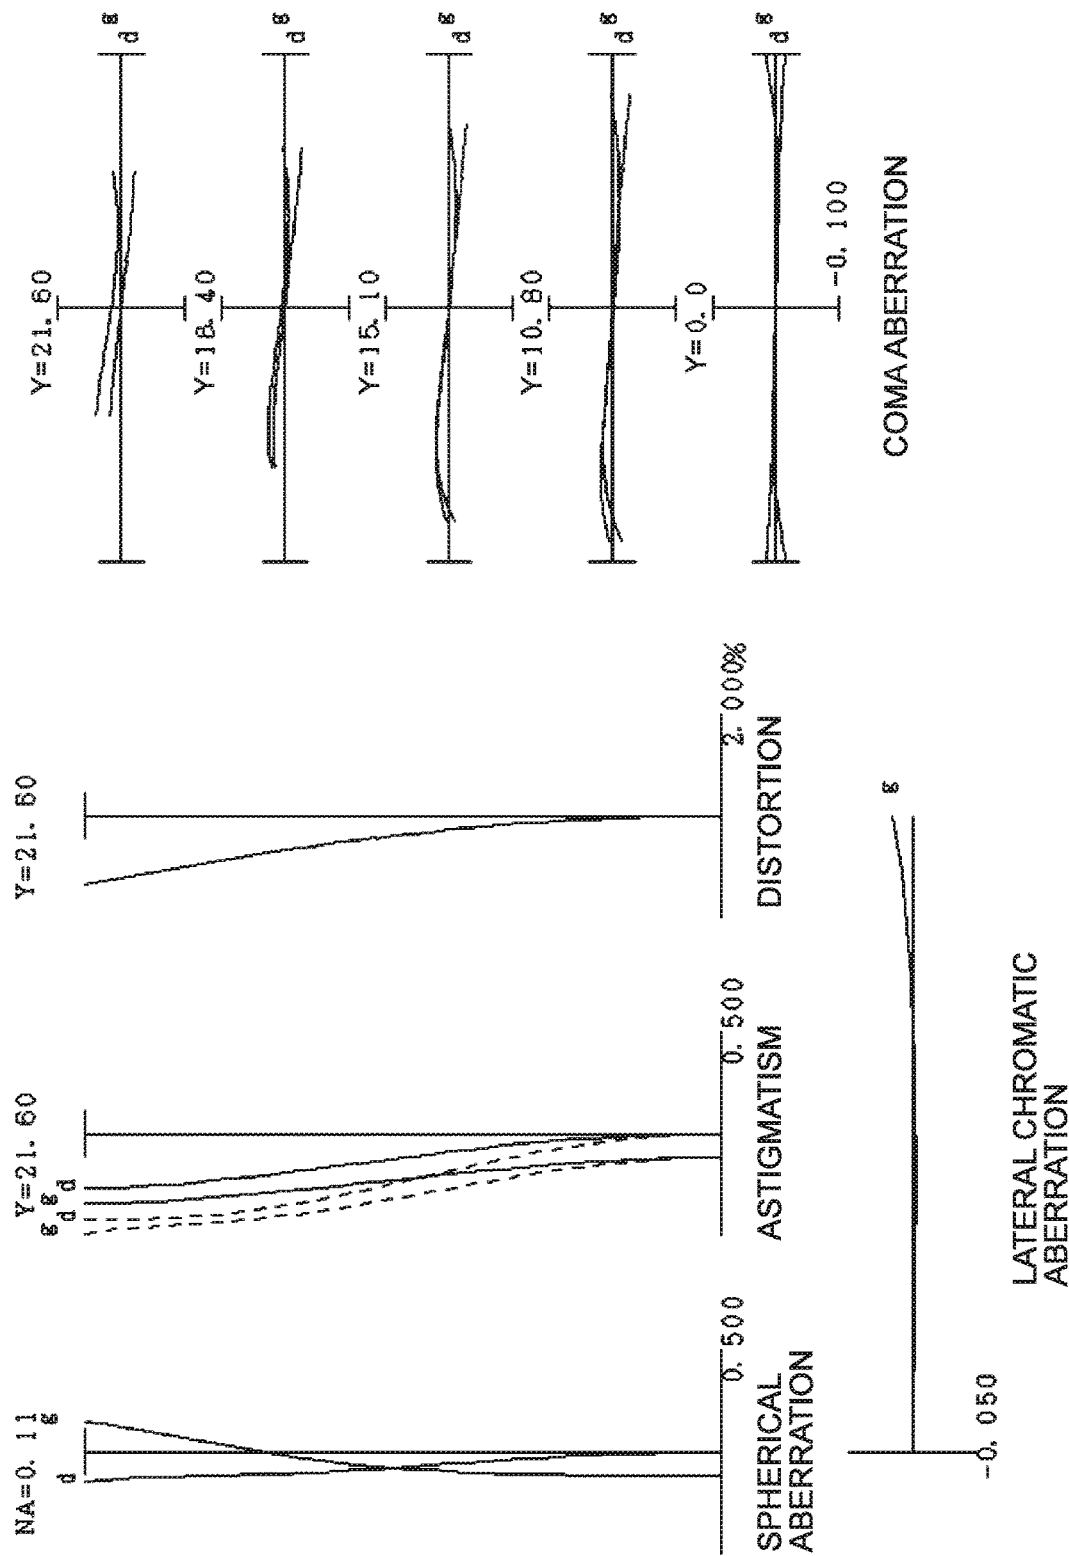 NA=0. 11
d
g
0. 500
SPHERICAL
ABERRATION
Y=21. 60
g
d
g
d
0. 500
ASTIGMATISM
Y=21. 60
2. 000%
DISTORTION
-0. 050
g
LATERAL CHROMATIC
ABERRATION
Y=21. 60
g
d
Y=18. 40
g
d
Y=15. 10
g
d
Y=10. 80
g
d
Y=0. 0
g
d
-0. 100
COMA ABERRATION